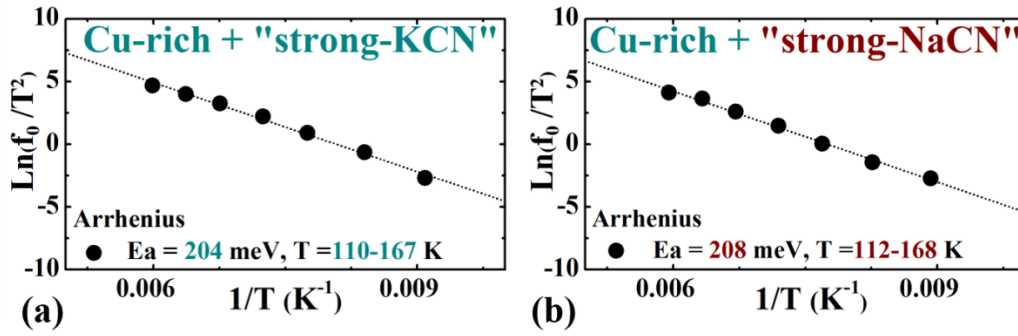 Cu-rich + "strong-KCN"
10
5
0
-5
-10
Ln(f₀ /T²)
Arrhenius
Ea = 204 meV, T =110-167 K
0.006
0.009
1/T (K⁻¹)
(a)
Cu-rich + "strong-NaCN"
10
5
0
-5
-10
Ln(f₀ /T²)
Arrhenius
Ea = 208 meV, T =112-168 K
0.006
0.009
1/T (K⁻¹)
(b)